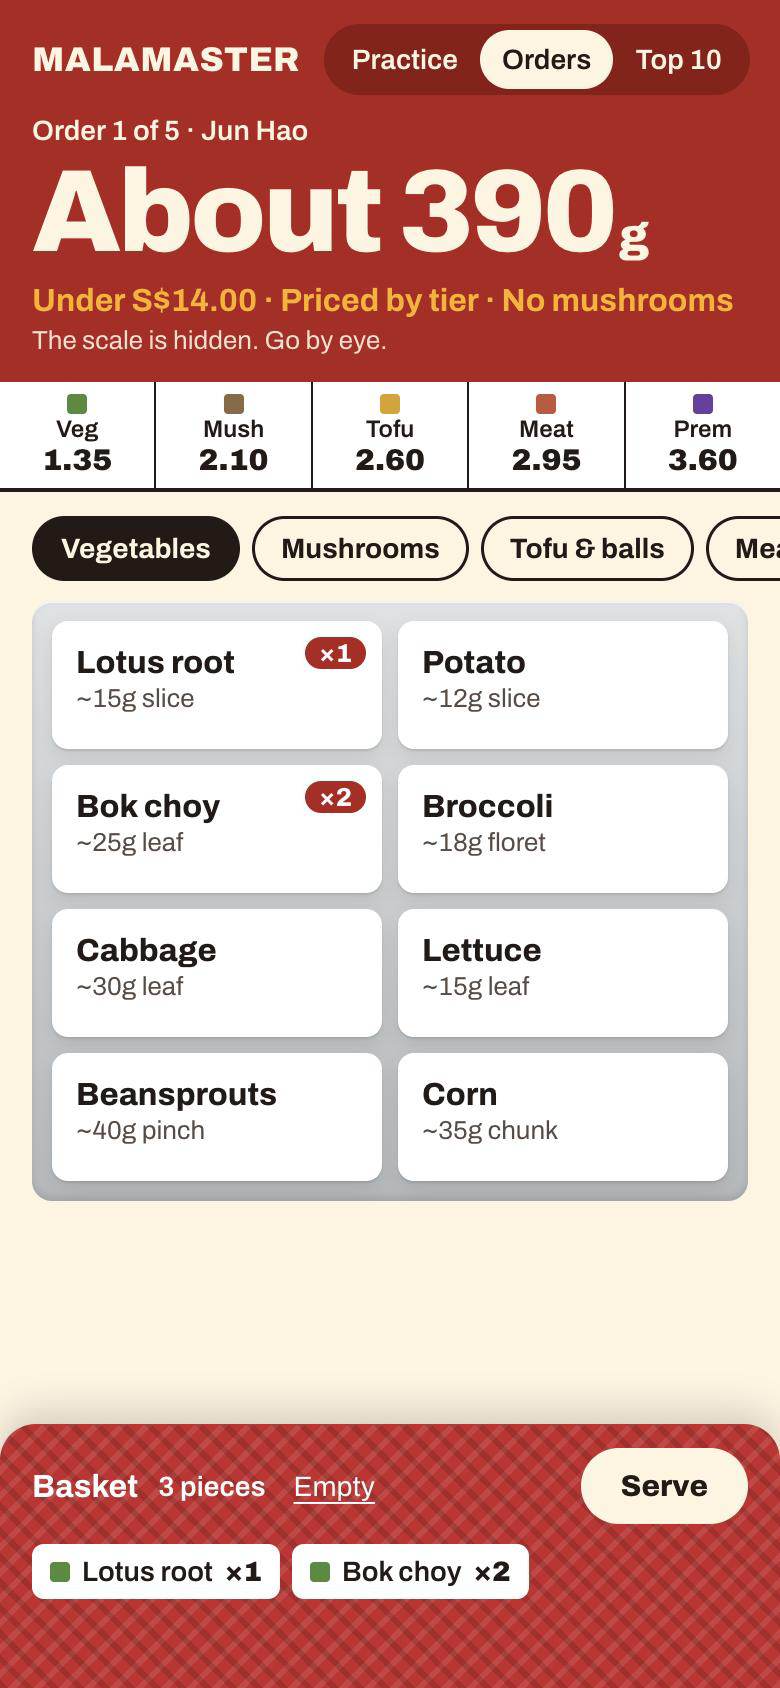 MALAMASTER
Practice
Orders
Top 10
Order 1 of 5 · Jun Hao
About 390g
Under S$14.00 · Priced by tier · No mushrooms
The scale is hidden. Go by eye.
Veg
1.35
Mush
2.10
Tofu
2.60
Meat
2.95
Prem
3.60
Vegetables
Mushrooms
Tofu & balls
Mea
Lotus root
×1
~15g slice
Potato
~12g slice
Bok choy
×2
~25g leaf
Broccoli
~18g floret
Cabbage
~30g leaf
Lettuce
~15g leaf
Beansprouts
~40g pinch
Corn
~35g chunk
Basket
3 pieces
Empty
Serve
Lotus root ×1
Bok choy ×2